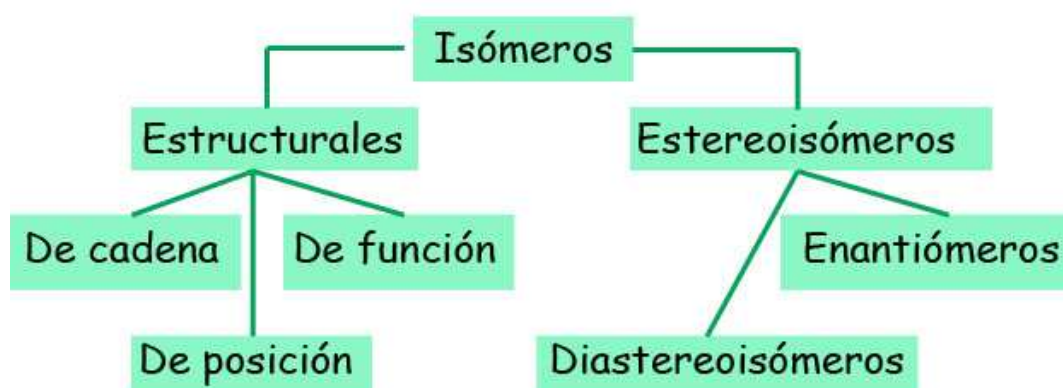 Isómeros
Estructurales
Estereoisómeros
De cadena
De función
Enantiómeros
De posición
Diastereoisómeros